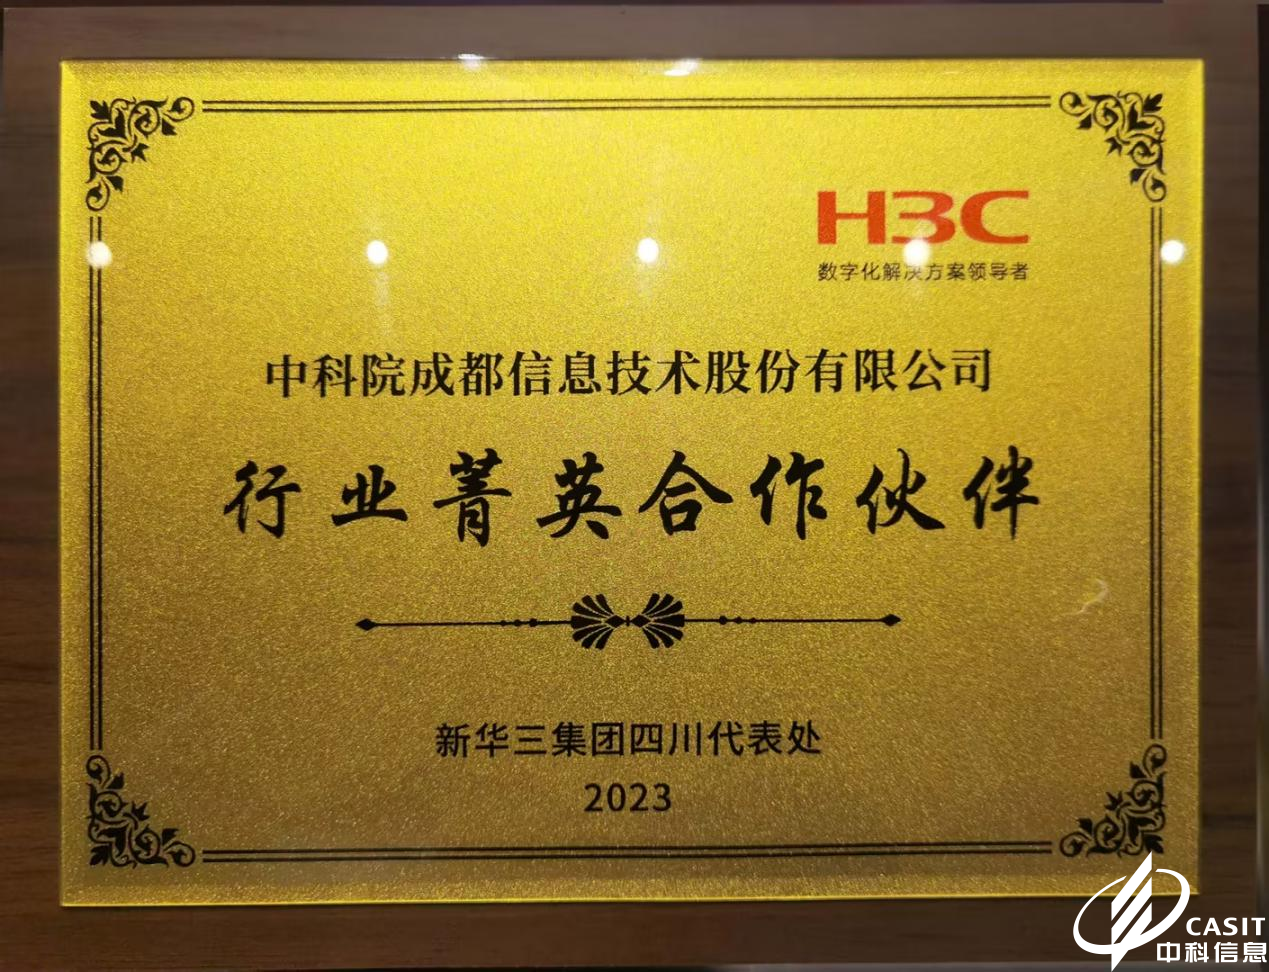 H3C
数字化解决方案领导者
中科院成都信息技术股份有限公司
行业菁英合作伙伴
新华三集团四川代表处
2023
CASIT
中科信息